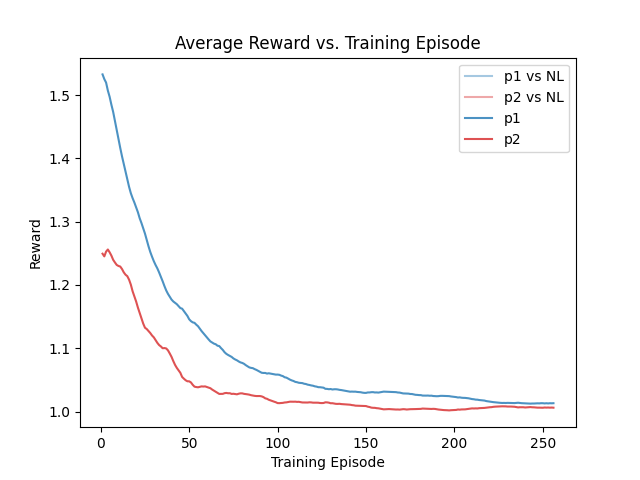 Average Reward vs. Training Episode
p1 vs NL
p2 vs NL
p1
p2
Reward
1.5
1.4
1.3
1.2
1.1
1.0
0
50
100
150
200
250
Training Episode